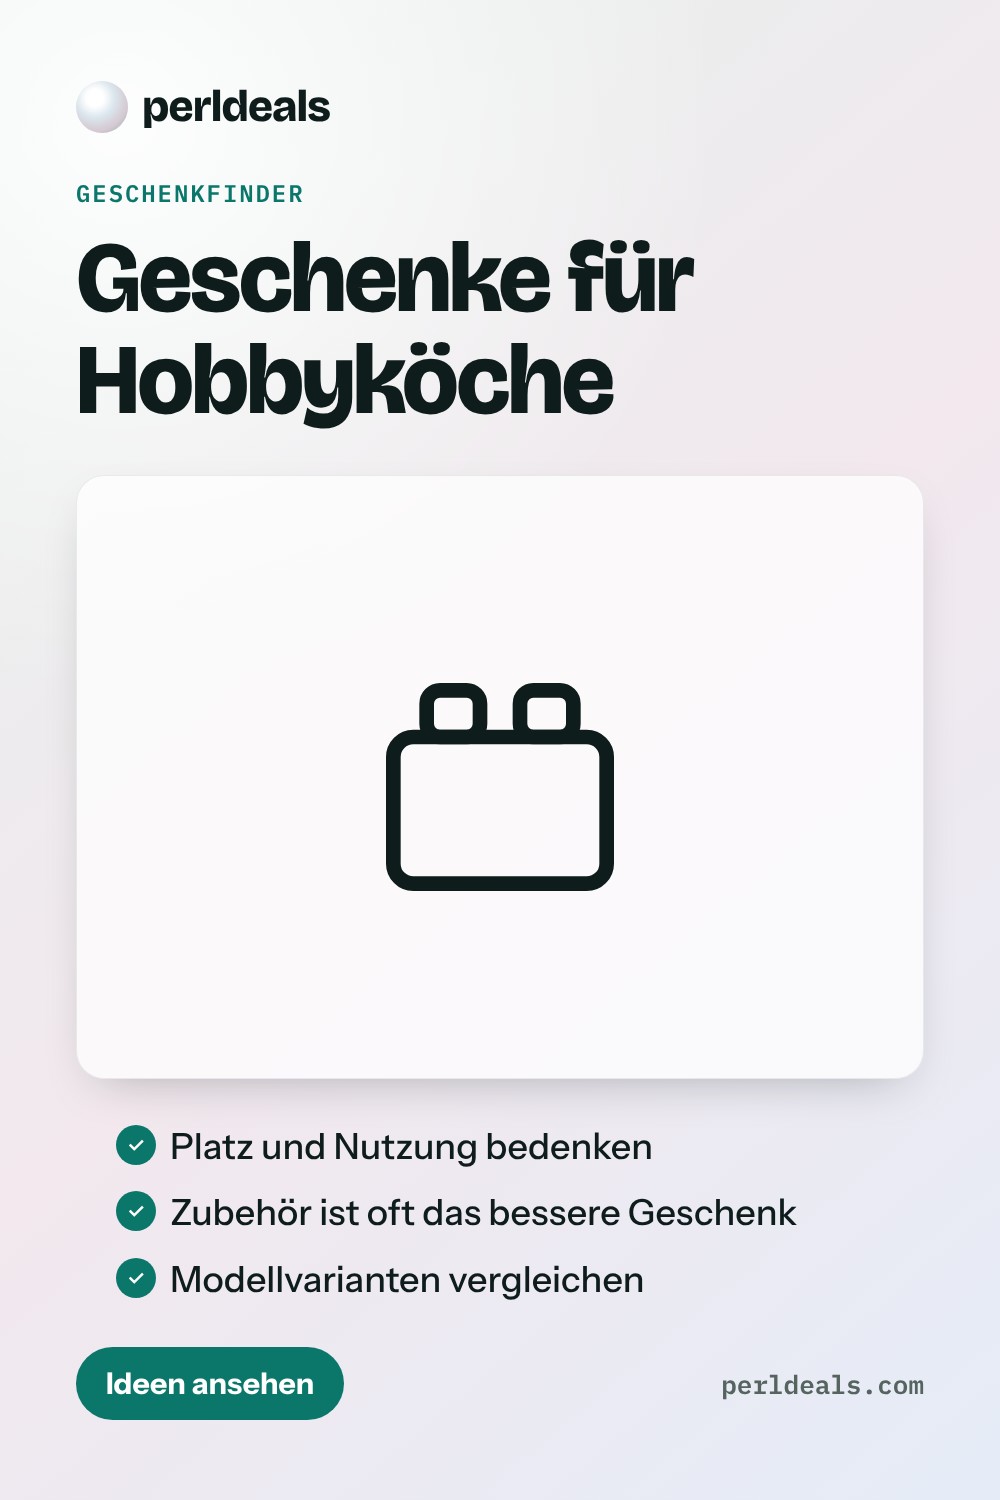 perldeals
GESCHENKFINDER
Geschenke für
Hobbyköche
Platz und Nutzung bedenken
Zubehör ist oft das bessere Geschenk
Modellvarianten vergleichen
Ideen ansehen
perldeals.com